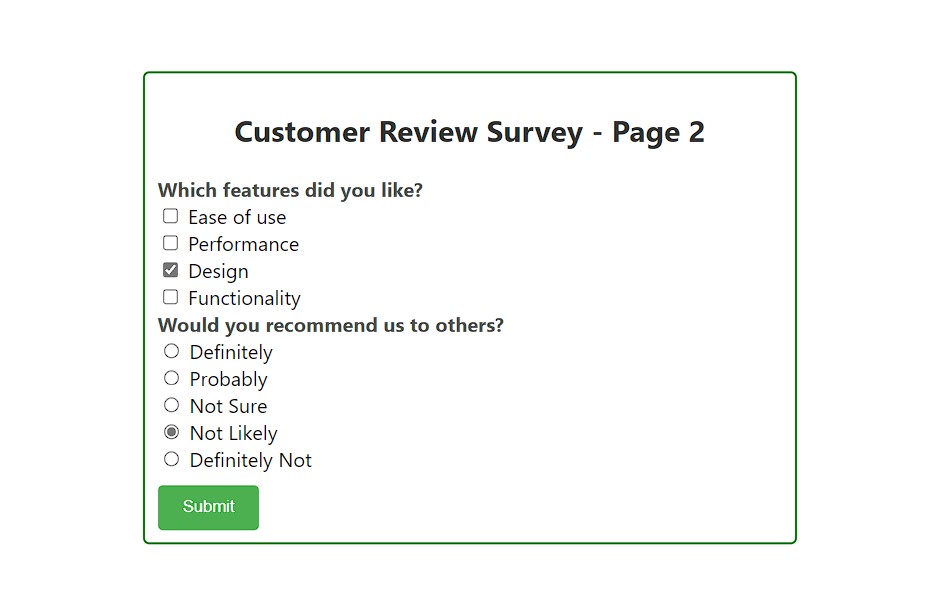 Customer Review Survey - Page 2
Which features did you like?
Ease of use
Performance
Design
Functionality
Would you recommend us to others?
Definitely
Probably
Not Sure
Not Likely
Definitely Not
Submit